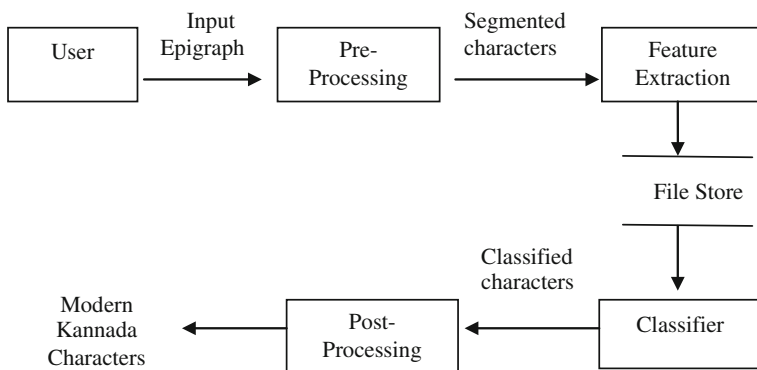 User
Input
Epigraph
Pre-
Processing
Segmented
characters
Feature
Extraction
File Store
Classifier
Classified
characters
Post-
Processing
Modern
Kannada
Characters